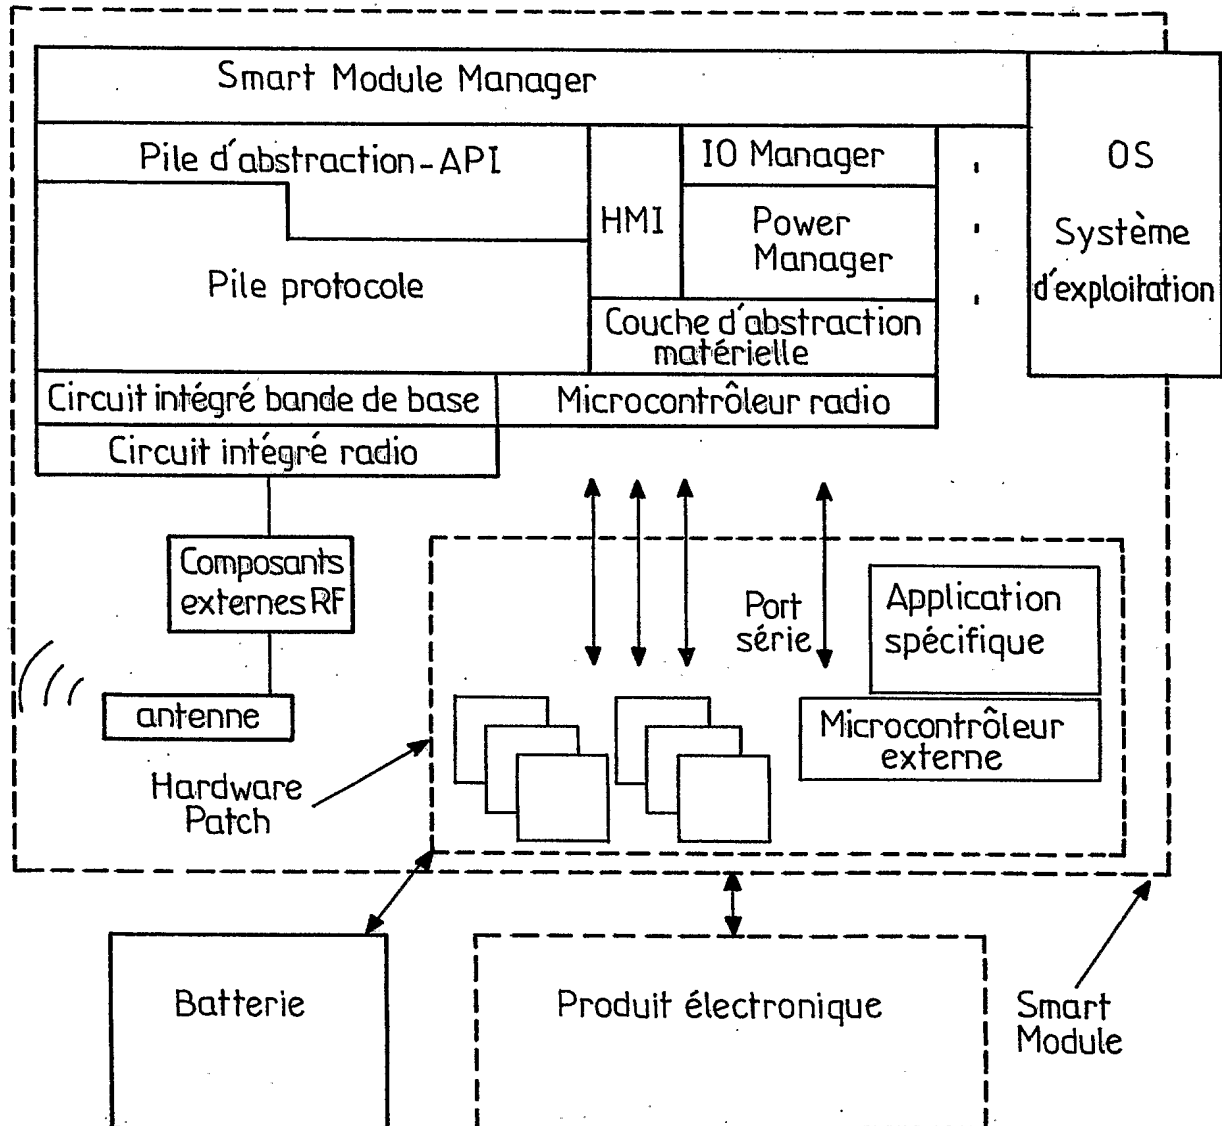 Smart Module Manager
Pile d'abstraction-API
IO Manager
OS
HMI
Power
Manager
Système
d'exploitation
Pile protocole
Couche d'abstraction
matérielle
Circuit intégré bande de base
Microcontrôleur radio
Circuit intégré radio
Composants
externes RF
Port
série
Application
spécifique
antenne
Microcontrôleur
externe
Hardware
Patch
Batterie
Produit électronique
Smart
Module